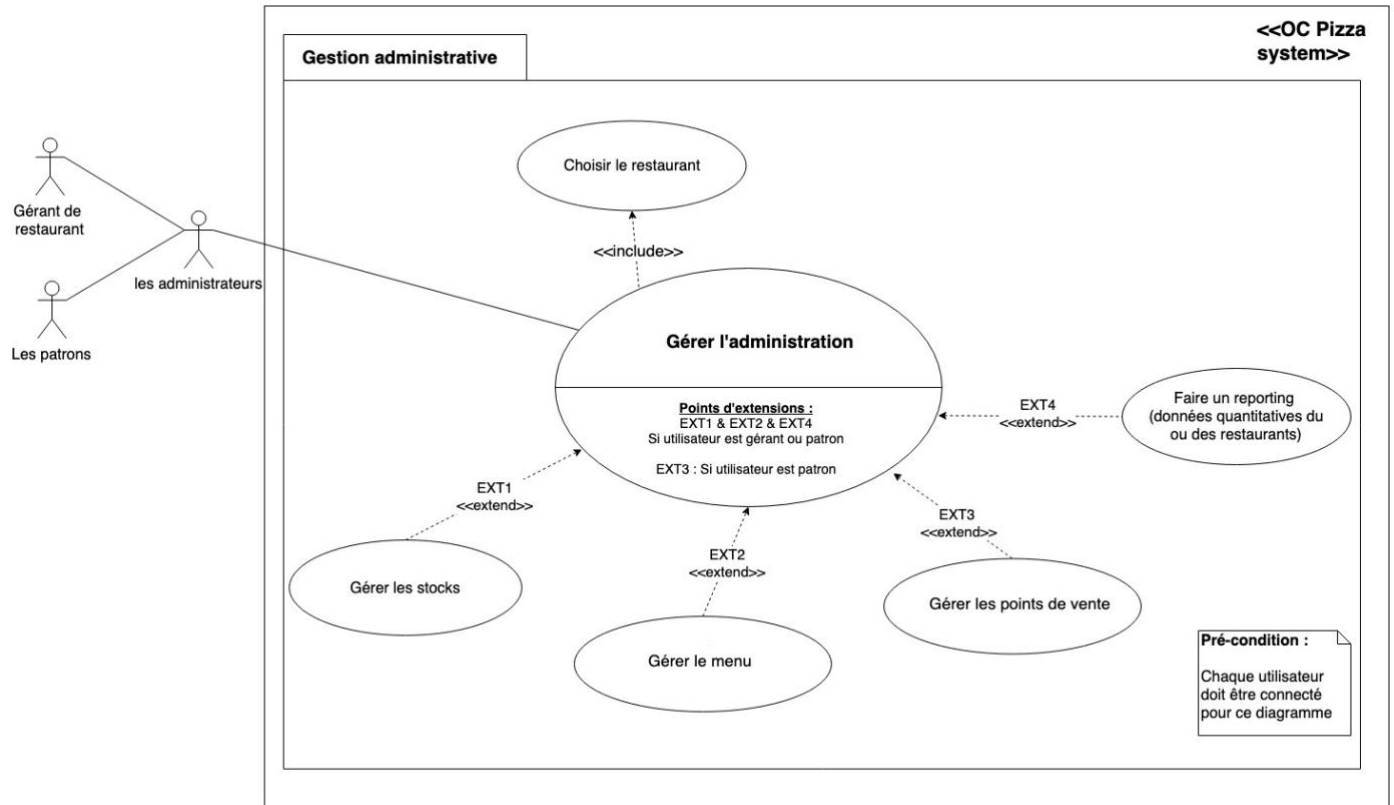 <<OC Pizza
system>>
Gestion administrative
Choisir le restaurant
Gérant de
restaurant
<<include>>
les administrateurs
Les patrons
Gérer l'administration
Points d'extensions :
EXT1 & EXT2 & EXT4
Si utilisateur est gérant ou patron
EXT3 : Si utilisateur est patron
EXT4
<<extend>>
Faire un reporting
(données quantitatives du
ou des restaurants)
EXT1
<<extend>>
EXT2
<<extend>>
EXT3
<<extend>>
Gérer les stocks
Gérer le menu
Gérer les points de vente
Pré-condition :
Chaque utilisateur
doit être connecté
pour ce diagramme